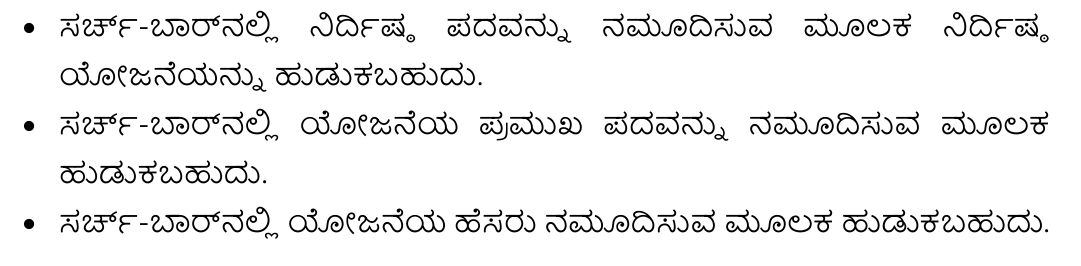 • ಸರ್ಚ್-ಬಾರ್‌ನಲ್ಲಿ ನಿರ್ದಿಷ್ಠ ಪದವನ್ನು ನಮೂದಿಸುವ ಮೂಲಕ ನಿರ್ದಿಷ್ಠ
ಯೋಜನೆಯನ್ನು ಹುಡುಕಬಹುದು.
• ಸರ್ಚ್-ಬಾರ್‌ನಲ್ಲಿ ಯೋಜನೆಯ ಪ್ರಮುಖ ಪದವನ್ನು ನಮೂದಿಸುವ ಮೂಲಕ
ಹುಡುಕಬಹುದು.
• ಸರ್ಚ್-ಬಾರ್‌ನಲ್ಲಿ ಯೋಜನೆಯ ಹೆಸರು ನಮೂದಿಸುವ ಮೂಲಕ ಹುಡುಕಬಹುದು.